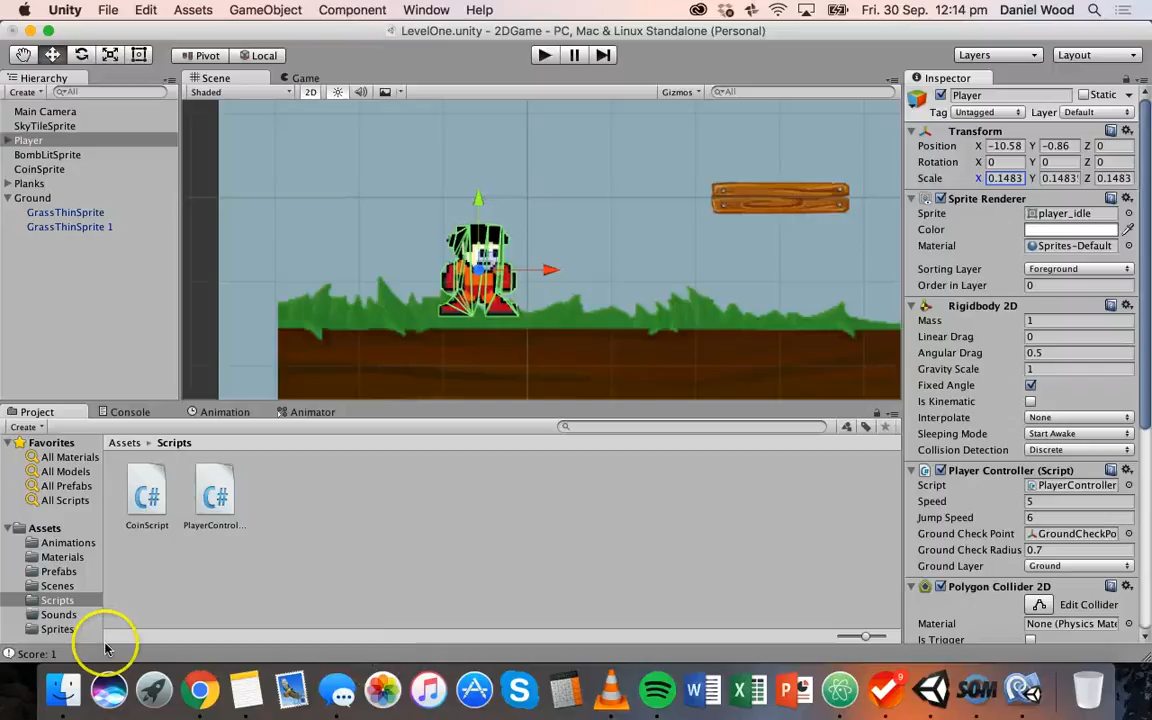 Unity File Edit Assets GameObject Component Window Help Fri. 30 Sep. 12:14 pm Daniel Wood
LevelOne.unity - 2DGame - PC, Mac & Linux Standalone (Personal)
Pivot Local Layers Layout
Hierarchy
Create All
Main Camera
SkyTileSprite
Player
BombLitSprite
CoinSprite
Planks
Ground
GrassThinSprite
GrassThinSprite 1
Scene Game
Shaded 2D Gizmos All
Project Console Animation Animator
Create
Favorites
All Materials
All Models
All Prefabs
All Scripts
Assets
Animations
Materials
Prefabs
Scenes
Scripts
Sounds
Sprites
Assets Scripts
C# C#
CoinScript PlayerControl...
Score: 1
Inspector
Player Static
Tag Untagged Layer Default
Transform
Position X -10.58 Y -0.86 Z 0
Rotation X 0 Y 0 Z 0
Scale X 0.1483 Y 0.1483 Z 0.1483
Sprite Renderer
Sprite player_idle
Color
Material Sprites-Default
Sorting Layer Foreground
Order in Layer 0
Rigidbody 2D
Mass 1
Linear Drag 0
Angular Drag 0.5
Gravity Scale 1
Fixed Angle
Is Kinematic
Interpolate None
Sleeping Mode Start Awake
Collision Detection Discrete
Player Controller (Script)
Script PlayerController
Speed 5
Jump Speed 6
Ground Check Point GroundCheckPo
Ground Check Radius 0.7
Ground Layer Ground
Polygon Collider 2D
Edit Collider
Material None (Physics Mate
Is Trigger
9
SOM